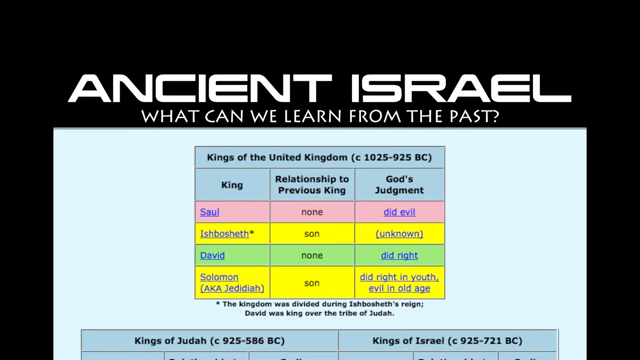 ANCIENT ISRAEL
WHAT CAN WE LEARN FROM THE PAST?
Kings of the United Kingdom (c 1025-925 BC)
King
Relationship to
Previous King
God's
Judgment
Saul
none
did evil
Ishbosheth*
son
(unknown)
David
none
did right
Solomon
(AKA Jedidiah)
son
did right in youth,
evil in old age
* The kingdom was divided during Ishbosheth's reign;
David was king over the tribe of Judah.
Kings of Judah (c 925-586 BC)
Kings of Israel (c 925-721 BC)